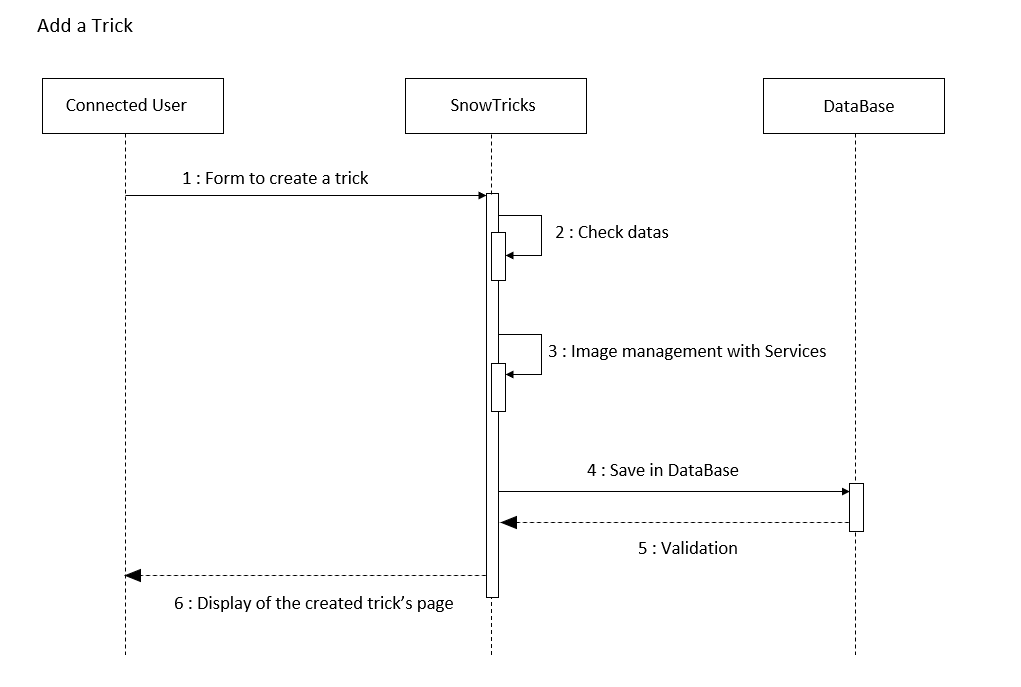 Add a Trick
Connected User
SnowTricks
DataBase
1 : Form to create a trick
2 : Check datas
3 : Image management with Services
4 : Save in DataBase
5 : Validation
6 : Display of the created trick’s page